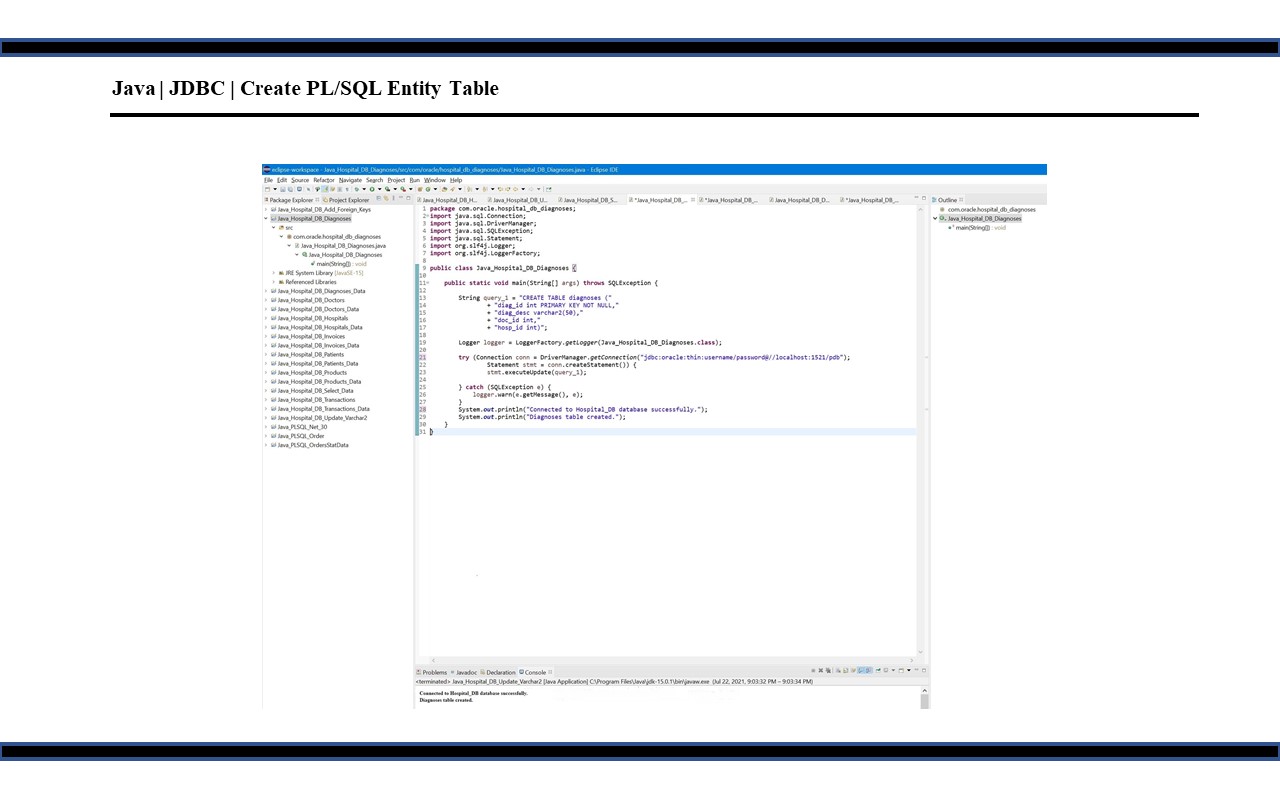 Java | JDBC | Create PL/SQL Entity Table
eclipse-workspace - Java_Hospital_DB_Diagnoses/src/com/oracle/hospital_db_diagnoses/Java_Hospital_DB_Diagnoses.java - Eclipse IDE
File Edit Source Refactor Navigate Search Project Run Window Help
Package Explorer Project Explorer
Java_Hospital_DB_Add_Foreign_Keys
Java_Hospital_DB_Diagnoses
src
com.oracle.hospital_db_diagnoses
Java_Hospital_DB_Diagnoses.java
Java_Hospital_DB_Diagnoses
main(String[]) : void
JRE System Library [JavaSE-15]
Referenced Libraries
Java_Hospital_DB_Diagnoses_Data
Java_Hospital_DB_Doctors
Java_Hospital_DB_Doctors_Data
Java_Hospital_DB_Hospitals
Java_Hospital_DB_Hospitals_Data
Java_Hospital_DB_Invoices
Java_Hospital_DB_Invoices_Data
Java_Hospital_DB_Patients
Java_Hospital_DB_Patients_Data
Java_Hospital_DB_Products
Java_Hospital_DB_Products_Data
Java_Hospital_DB_Select_Data
Java_Hospital_DB_Transactions
Java_Hospital_DB_Transactions_Data
Java_Hospital_DB_Update_Varchar2
Java_PLSQL_Net_30
Java_PLSQL_Order
Java_PLSQL_OrdersStatData
Java_Hospital_DB_H... Java_Hospital_DB_U... Java_Hospital_DB_S... *Java_Hospital_DB_... *Java_Hospital_DB_... Java_Hospital_DB_D... *Java_Hospital_DB_...
1 package com.oracle.hospital_db_diagnoses;
2 import java.sql.Connection;
3 import java.sql.DriverManager;
4 import java.sql.SQLException;
5 import java.sql.Statement;
6 import org.slf4j.Logger;
7 import org.slf4j.LoggerFactory;
8
9 public class Java_Hospital_DB_Diagnoses {
10
11 public static void main(String[] args) throws SQLException {
12
13 String query_1 = "CREATE TABLE diagnoses ("
14 + "diag_id int PRIMARY KEY NOT NULL,"
15 + "diag_desc varchar2(50),"
16 + "doc_id int,"
17 + "hosp_id int)";
18
19 Logger logger = LoggerFactory.getLogger(Java_Hospital_DB_Diagnoses.class);
20
21 try (Connection conn = DriverManager.getConnection("jdbc:oracle:thin:username/password@//localhost:1521/pdb");
22 Statement stmt = conn.createStatement()) {
23 stmt.executeUpdate(query_1);
24
25 } catch (SQLException e) {
26 logger.warn(e.getMessage(), e);
27 }
28 System.out.println("Connected to Hospital_DB database successfully.");
29 System.out.println("Diagnoses table created.");
30 }
31 }
Outline
com.oracle.hospital_db_diagnoses
Java_Hospital_DB_Diagnoses
main(String[]) : void
Problems Javadoc Declaration Console
<terminated> Java_Hospital_DB_Update_Varchar2 [Java Application] C:\Program Files\Java\jdk-15.0.1\bin\javaw.exe (Jul 22, 2021, 9:03:32 PM – 9:03:34 PM)
Connected to Hospital_DB database successfully.
Diagnoses table created.